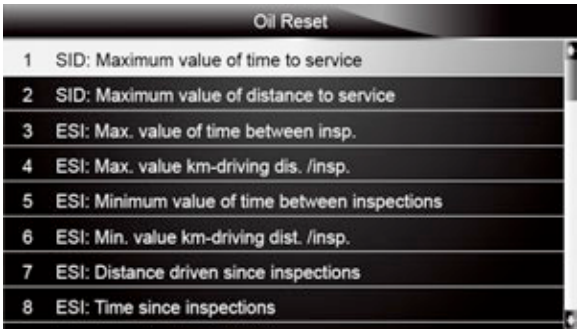 Oil Reset
1 SID: Maximum value of time to service
2 SID: Maximum value of distance to service
3 ESI: Max. value of time between insp.
4 ESI: Max. value km-driving dis. /insp.
5 ESI: Minimum value of time between inspections
6 ESI: Min. value km-driving dist. /insp.
7 ESI: Distance driven since inspections
8 ESI: Time since inspections